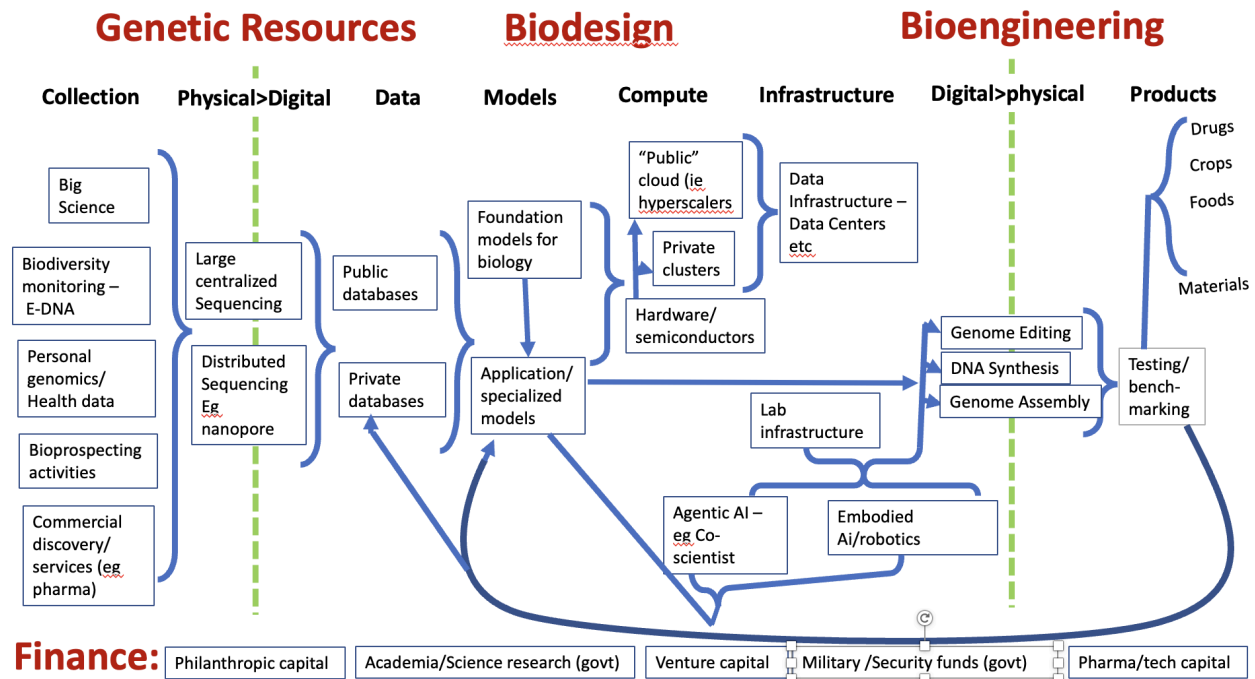 Genetic Resources
Biodesign
Bioengineering
Collection
Physical>Digital
Data
Models
Compute
Infrastructure
Digital>physical
Products
Big
Science
Biodiversity
monitoring –
E-DNA
Personal
genomics/
Health data
Bioprospecting
activities
Commercial
discovery/
services (eg
pharma)
Large
centralized
Sequencing
Distributed
Sequencing
Eg
nanopore
Public
databases
Private
databases
Foundation
models for
biology
Application/
specialized
models
“Public”
cloud (ie
hyperscalers
Private
clusters
Hardware/
semiconductors
Data
Infrastructure –
Data Centers
etc
Lab
infrastructure
Agentic AI –
eg Co-
scientist
Embodied
Ai/robotics
Genome Editing
DNA Synthesis
Genome Assembly
Testing/
bench-
marking
Drugs
Crops
Foods
Materials
Finance:
Philanthropic capital
Academia/Science research (govt)
Venture capital
Military /Security funds (govt)
Pharma/tech capital